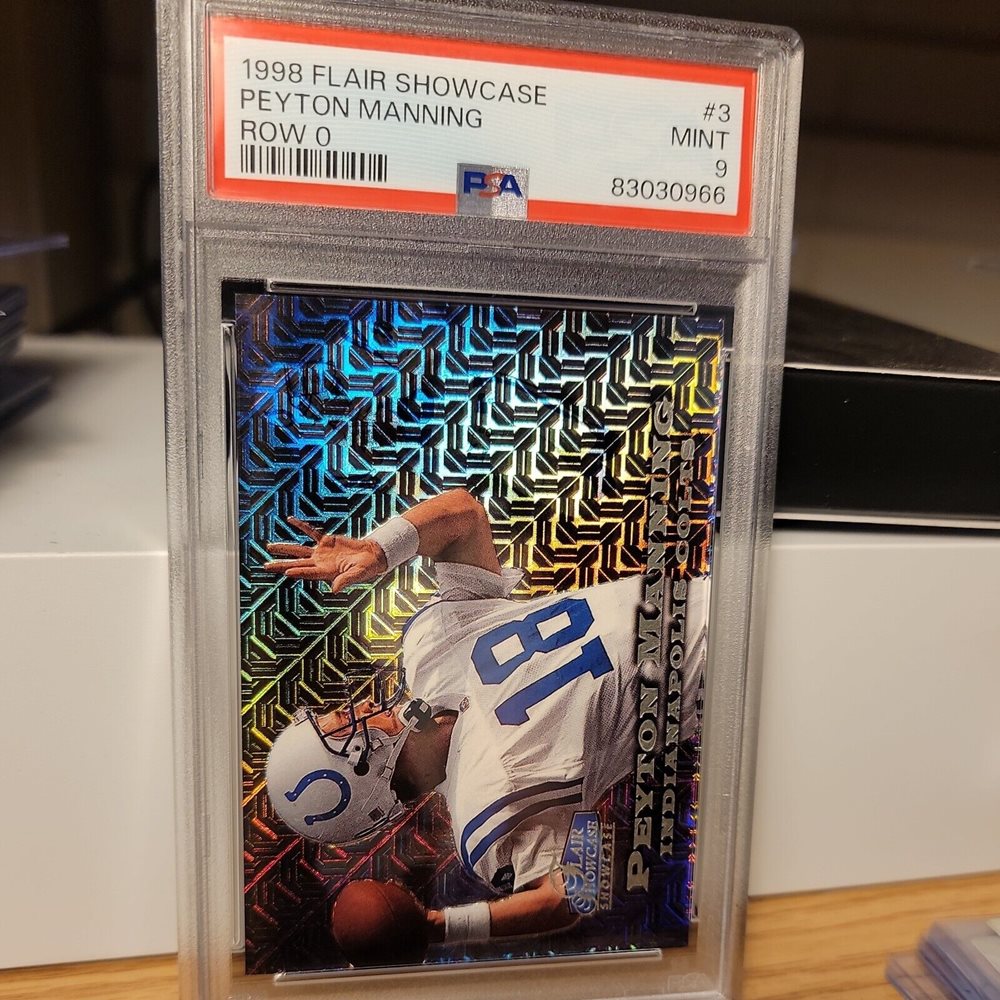 1998 FLAIR SHOWCASE #3
PEYTON MANNING MINT
ROW 0 9
PSA 83030966
PEYTON MANNING
INDIANAPOLIS COLTS
18
FLAIR
SHOWCASE
SHOWCASE